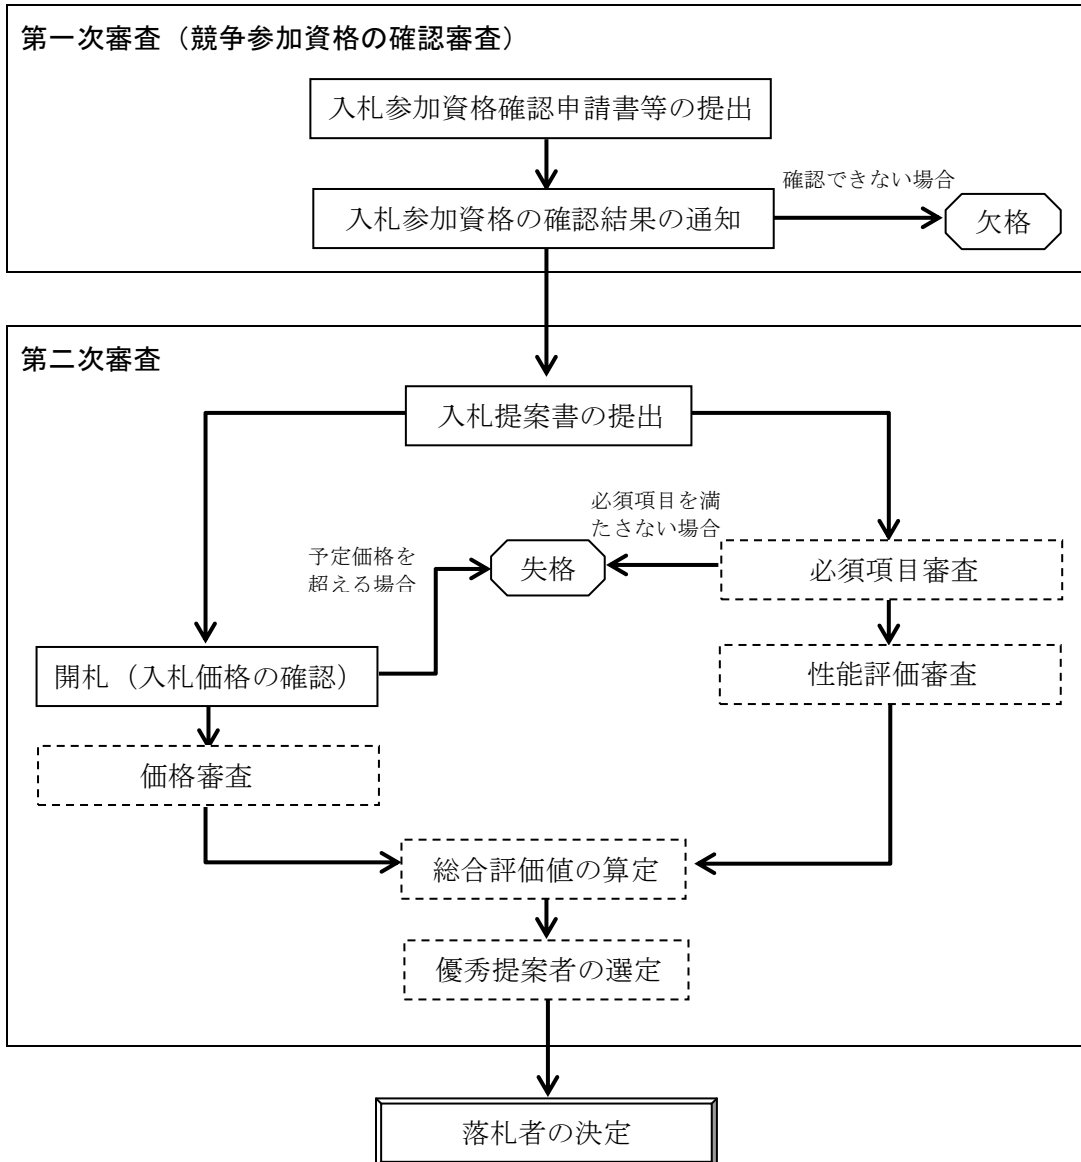 第一次審査（競争参加資格の確認審査）
入札参加資格確認申請書等の提出
確認できない場合
入札参加資格の確認結果の通知
欠格
第二次審査
入札提案書の提出
必須項目を満
たさない場合
予定価格を
超える場合
失格
必須項目審査
開札（入札価格の確認）
性能評価審査
価格審査
総合評価値の算定
優秀提案者の選定
落札者の決定